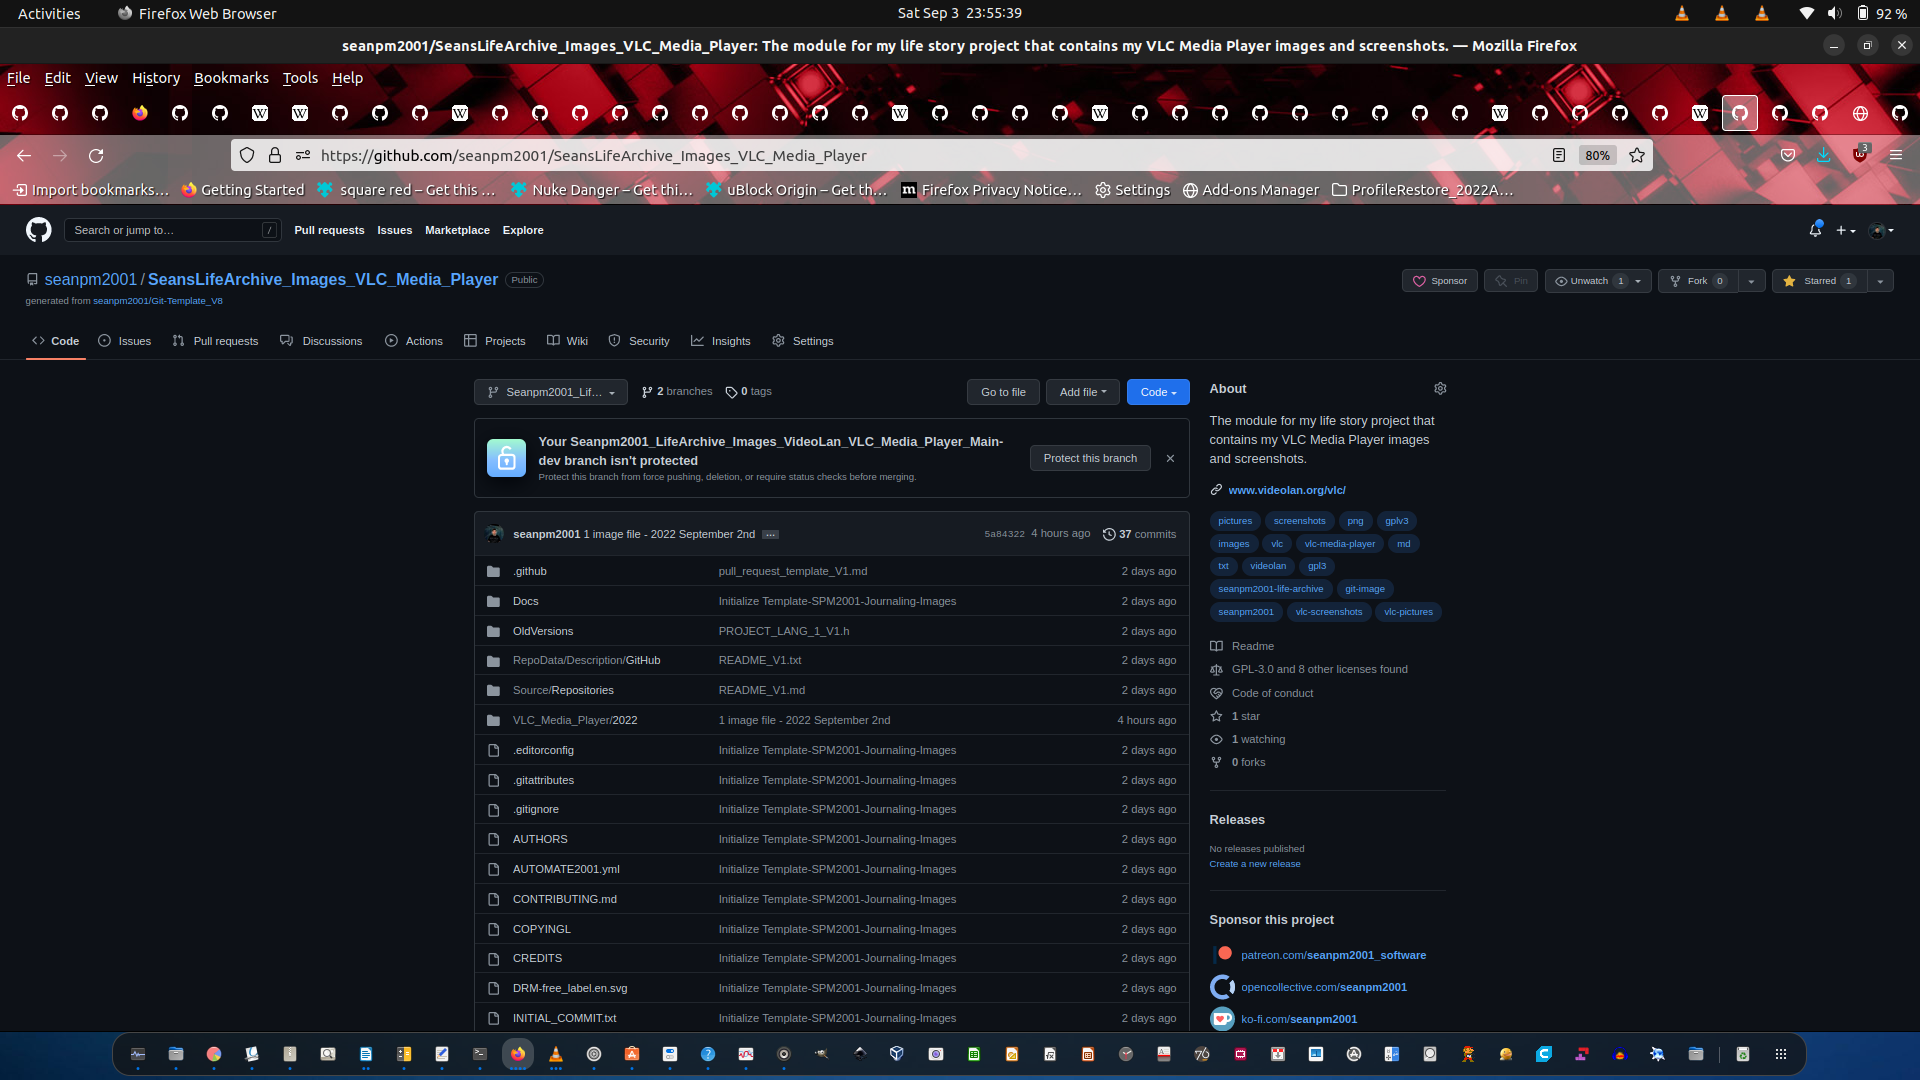 Activities
Firefox Web Browser
Sat Sep 3 23:55:39
92 %
seanpm2001/SeansLifeArchive_Images_VLC_Media_Player: The module for my life story project that contains my VLC Media Player images and screenshots. — Mozilla Firefox
File Edit View History Bookmarks Tools Help
https://github.com/seanpm2001/SeansLifeArchive_Images_VLC_Media_Player
80%
3
Import bookmarks…
Getting Started
square red – Get this …
Nuke Danger – Get thi…
uBlock Origin – Get th…
Firefox Privacy Notice…
Settings
Add-ons Manager
ProfileRestore_2022A…
Search or jump to…
/
Pull requests
Issues
Marketplace
Explore
seanpm2001 / SeansLifeArchive_Images_VLC_Media_Player
Public
generated from seanpm2001/Git-Template_V8
Sponsor
Pin
Unwatch 1
Fork 0
Starred 1
Code
Issues
Pull requests
Discussions
Actions
Projects
Wiki
Security
Insights
Settings
Seanpm2001_Lif…
2 branches
0 tags
Go to file
Add file
Code
Your Seanpm2001_LifeArchive_Images_VideoLan_VLC_Media_Player_Main-
dev branch isn't protected
Protect this branch from force pushing, deletion, or require status checks before merging.
Protect this branch
seanpm2001 1 image file - 2022 September 2nd …
5a84322 4 hours ago
37 commits
.github pull_request_template_V1.md 2 days ago
Docs Initialize Template-SPM2001-Journaling-Images 2 days ago
OldVersions PROJECT_LANG_1_V1.h 2 days ago
RepoData/Description/GitHub README_V1.txt 2 days ago
Source/Repositories README_V1.md 2 days ago
VLC_Media_Player/2022 1 image file - 2022 September 2nd 4 hours ago
.editorconfig Initialize Template-SPM2001-Journaling-Images 2 days ago
.gitattributes Initialize Template-SPM2001-Journaling-Images 2 days ago
.gitignore Initialize Template-SPM2001-Journaling-Images 2 days ago
AUTHORS Initialize Template-SPM2001-Journaling-Images 2 days ago
AUTOMATE2001.yml Initialize Template-SPM2001-Journaling-Images 2 days ago
CONTRIBUTING.md Initialize Template-SPM2001-Journaling-Images 2 days ago
COPYINGL Initialize Template-SPM2001-Journaling-Images 2 days ago
CREDITS Initialize Template-SPM2001-Journaling-Images 2 days ago
DRM-free_label.en.svg Initialize Template-SPM2001-Journaling-Images 2 days ago
INITIAL_COMMIT.txt Initialize Template-SPM2001-Journaling-Images 2 days ago
About
The module for my life story project that
contains my VLC Media Player images
and screenshots.
www.videolan.org/vlc/
pictures screenshots png gplv3
images vlc vlc-media-player md
txt videolan gpl3
seanpm2001-life-archive git-image
seanpm2001 vlc-screenshots vlc-pictures
Readme
GPL-3.0 and 8 other licenses found
Code of conduct
1 star
1 watching
0 forks
Releases
No releases published
Create a new release
Sponsor this project
patreon.com/seanpm2001_software
opencollective.com/seanpm2001
ko-fi.com/seanpm2001